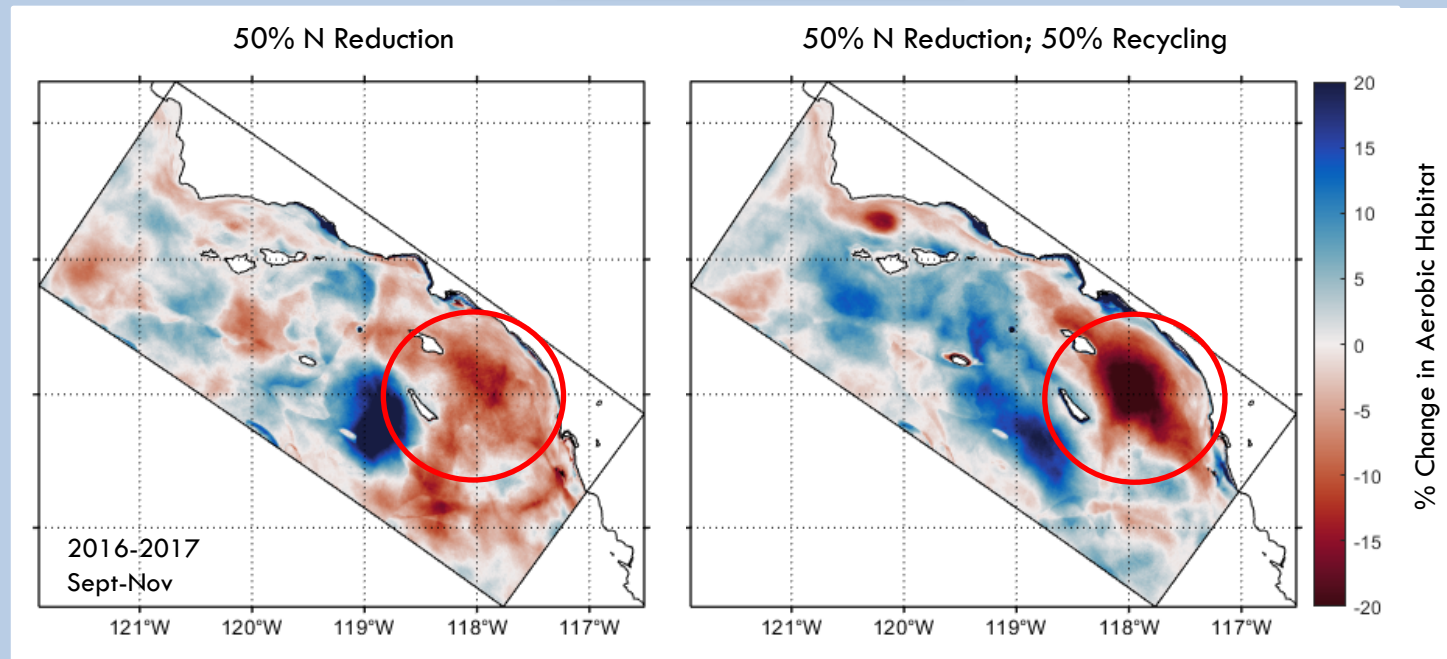 50% N Reduction
50% N Reduction; 50% Recycling
2016-2017
Sept-Nov
121°W 120°W 119°W 118°W 117°W
121°W 120°W 119°W 118°W 117°W
20
15
10
5
0
-5
-10
-15
-20
% Change in Aerobic Habitat